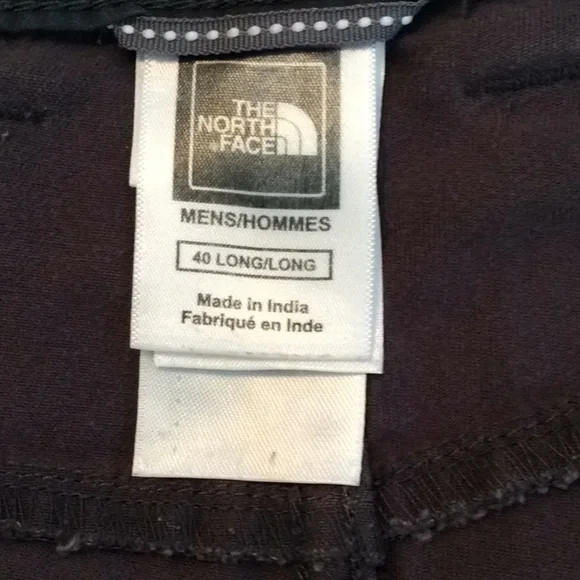 THE
NORTH
FACE
MENS/HOMMES
40 LONG/LONG
Made in India
Fabriqué en Inde